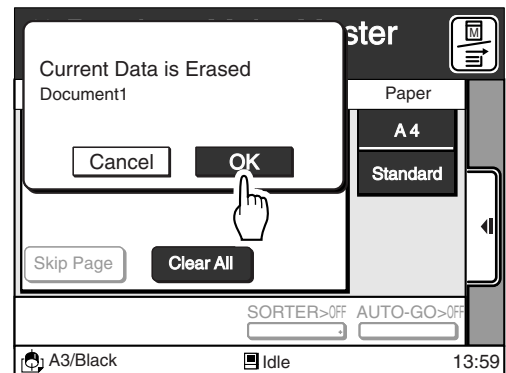 ster
M
Current Data is Erased
Document1
Cancel
OK
Paper
A4
Standard
Skip Page
Clear All
SORTER>OFF
AUTO-GO>OFF
A3/Black
Idle
13:59